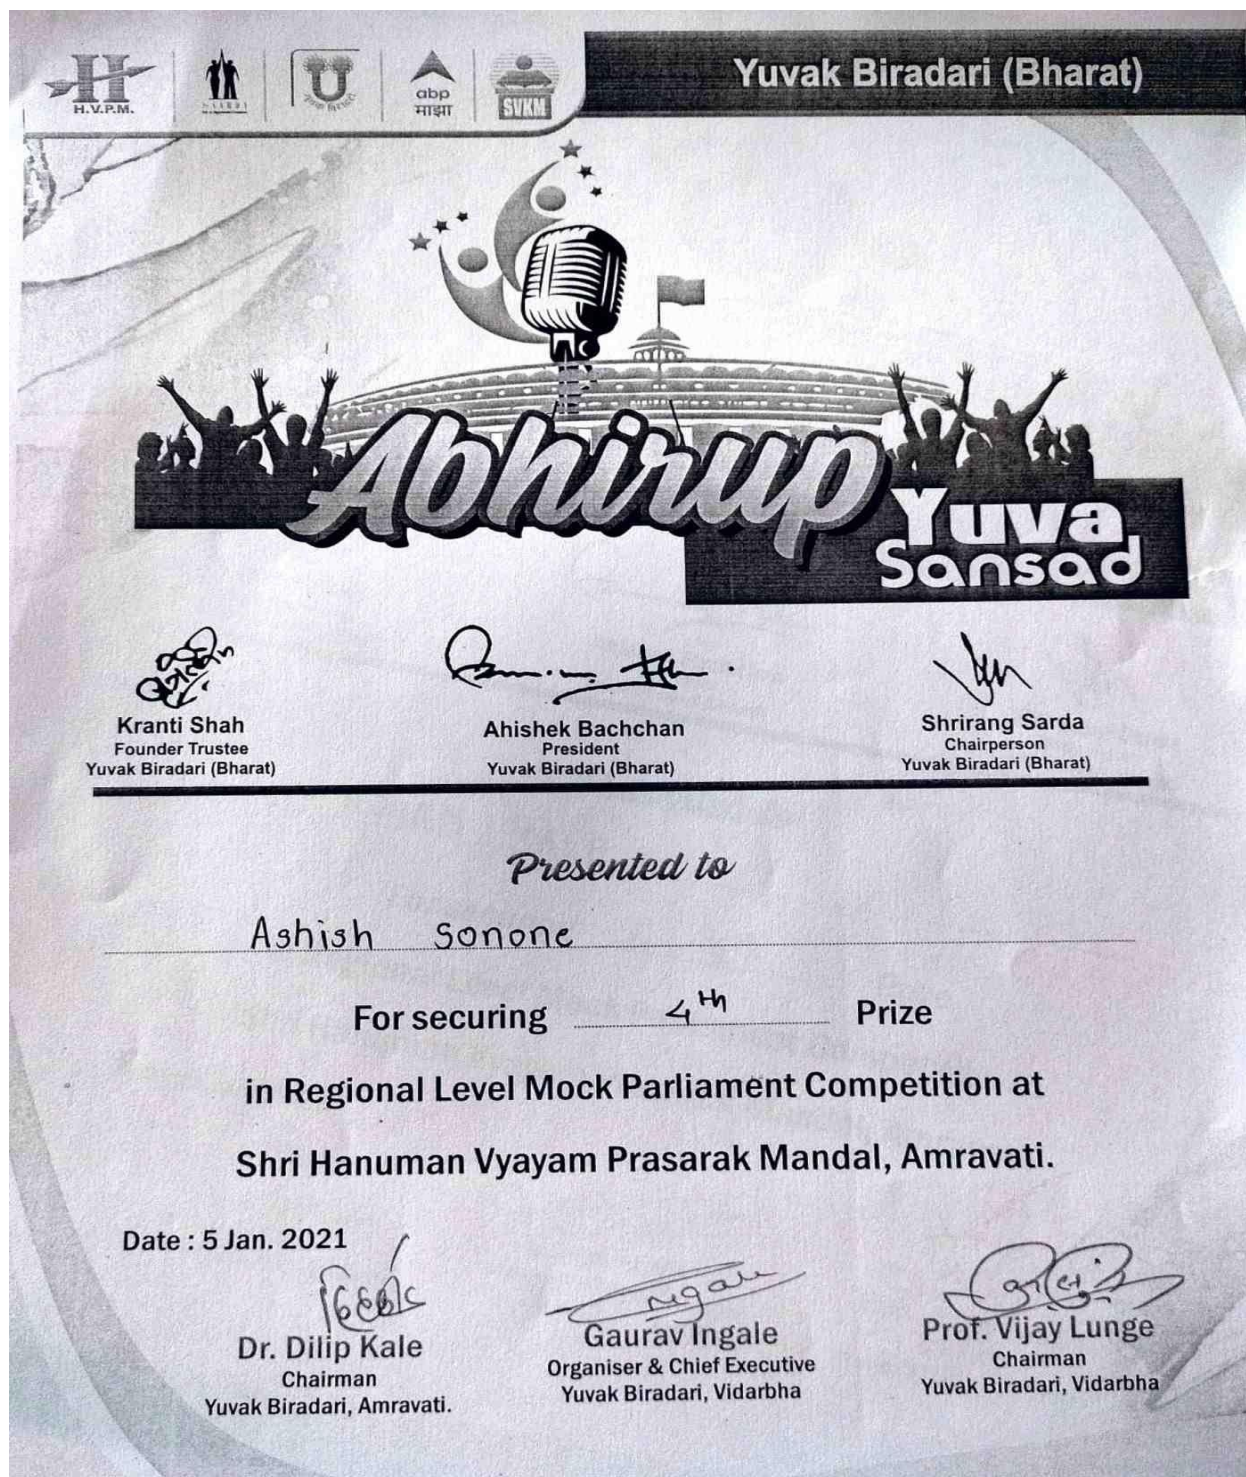 H.V.P.M.
abp
माझा
SVKM
Yuvak Biradari (Bharat)
Abhirup
Yuva
Sansad
Kranti Shah
Founder Trustee
Yuvak Biradari (Bharat)
Ahishek Bachchan
President
Yuvak Biradari (Bharat)
Shrirang Sarda
Chairperson
Yuvak Biradari (Bharat)
Presented to
Ashish Sonone
For securing 4th Prize
in Regional Level Mock Parliament Competition at
Shri Hanuman Vyayam Prasarak Mandal, Amravati.
Date : 5 Jan. 2021
Dr. Dilip Kale
Chairman
Yuvak Biradari, Amravati.
Gaurav Ingale
Organiser & Chief Executive
Yuvak Biradari, Vidarbha
Prof. Vijay Lunge
Chairman
Yuvak Biradari, Vidarbha